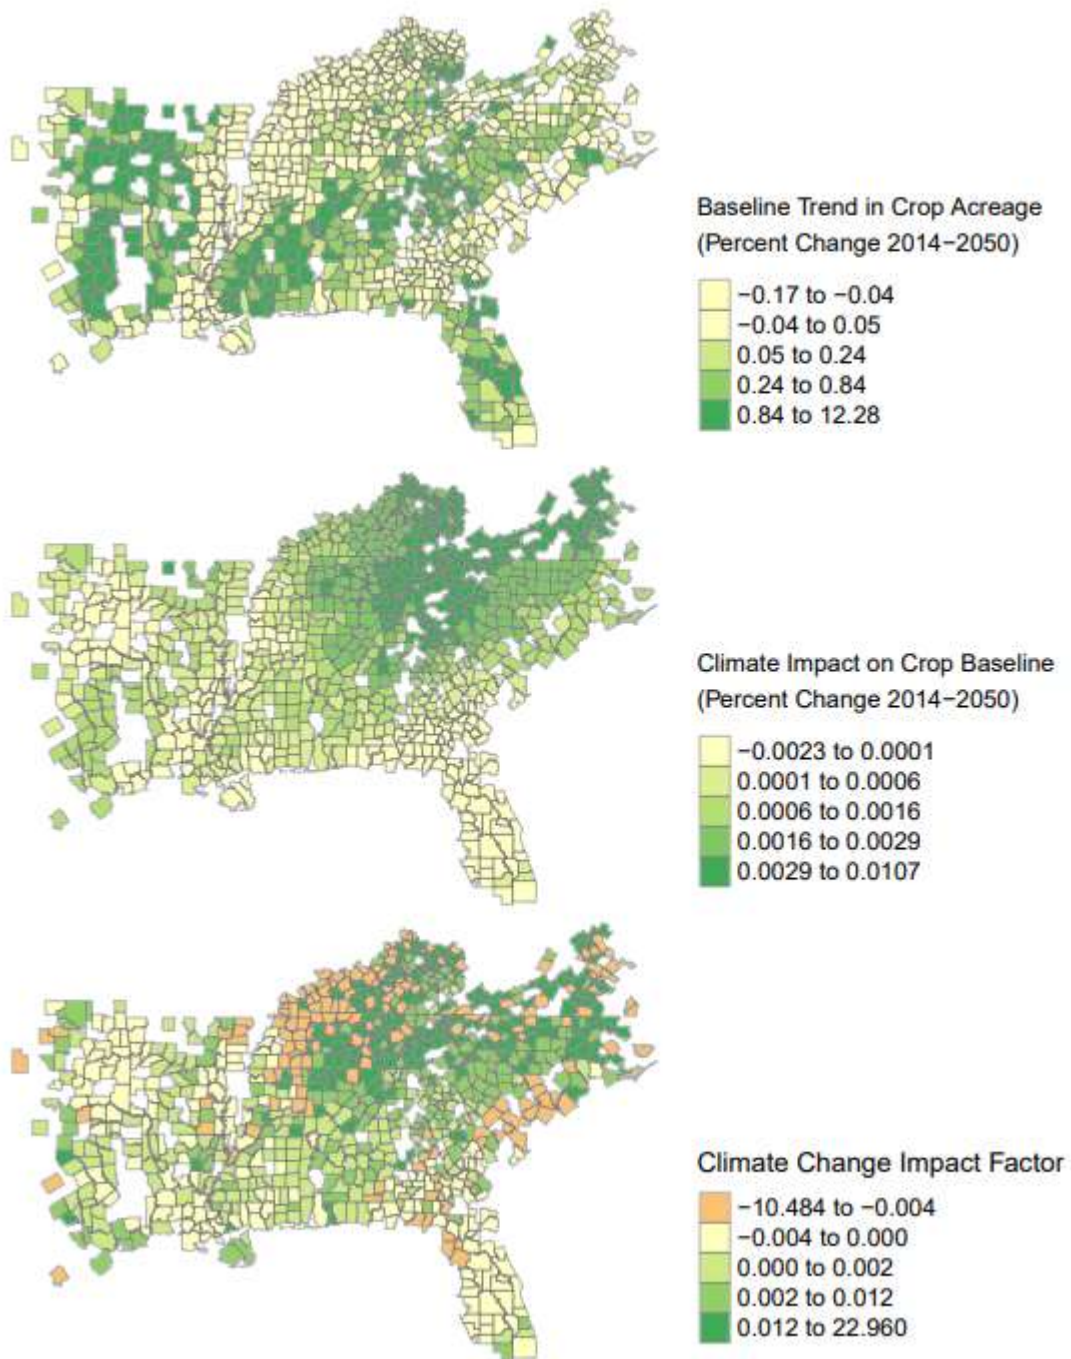 Baseline Trend in Crop Acreage
(Percent Change 2014−2050)
−0.17 to −0.04
−0.04 to 0.05
0.05 to 0.24
0.24 to 0.84
0.84 to 12.28
Climate Impact on Crop Baseline
(Percent Change 2014−2050)
−0.0023 to 0.0001
0.0001 to 0.0006
0.0006 to 0.0016
0.0016 to 0.0029
0.0029 to 0.0107
Climate Change Impact Factor
−10.484 to −0.004
−0.004 to 0.000
0.000 to 0.002
0.002 to 0.012
0.012 to 22.960